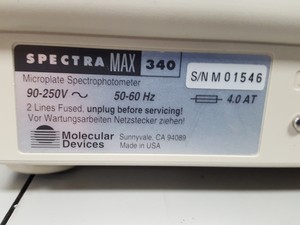 SPECTRA MAX 340
Microplate Spectrophotometer
S/N M 01546
90-250V ~ 50-60 Hz 4.0 AT
2 Lines Fused, unplug before servicing!
Vor Wartungsarbeiten Netzstecker ziehen!
Molecular Devices
Sunnyvale, CA 94089
Made in USA